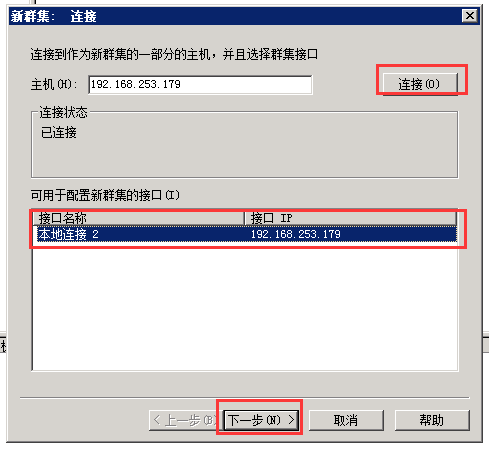 新群集: 连接
连接到作为新群集的一部分的主机，并且选择群集接口
主机(H): 192.168.253.179 连接(O)
连接状态
已连接
可用于配置新群集的接口(I)
接口名称 接口 IP
本地连接 2 192.168.253.179
< 上一步(B) 下一步(N) > 取消 帮助